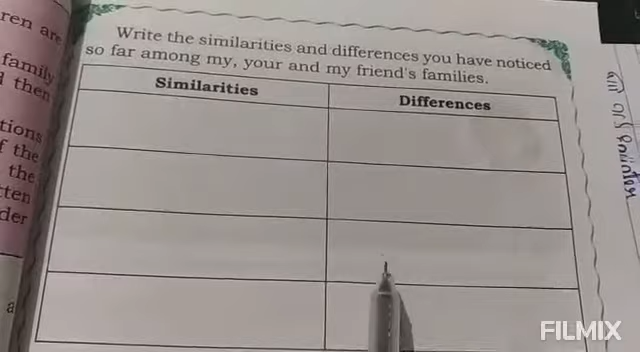 ren are
family
then
tions
f the
the
ten
der
a
Write the similarities and differences you have noticed
so far among my, your and my friend's families.
Similarities
Differences
FILMIX